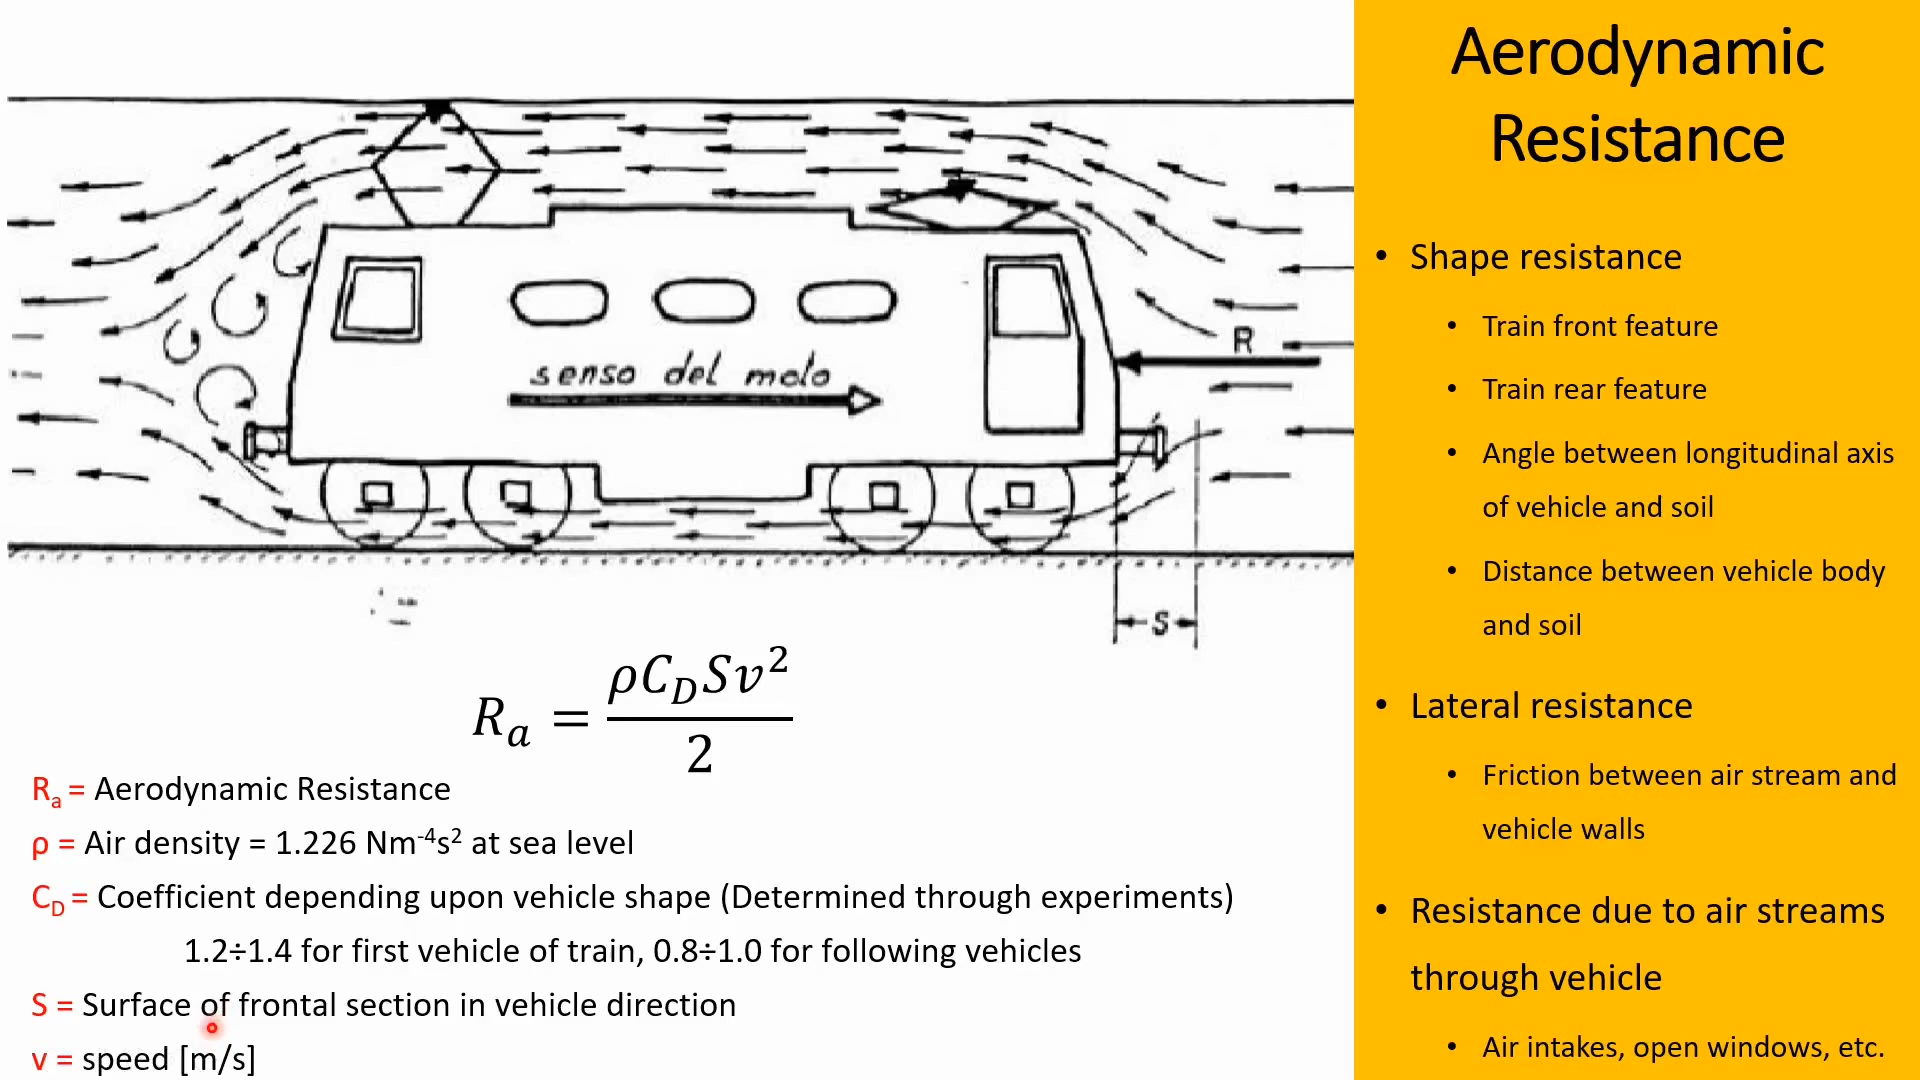 Aerodynamic
Resistance
R
senso del moto
S
R_a = ρC_DSv²/2
R_a = Aerodynamic Resistance
ρ = Air density = 1.226 Nm⁻⁴s² at sea level
C_D = Coefficient depending upon vehicle shape (Determined through experiments)
1.2÷1.4 for first vehicle of train, 0.8÷1.0 for following vehicles
S = Surface of frontal section in vehicle direction
v = speed [m/s]
• Shape resistance
• Train front feature
• Train rear feature
• Angle between longitudinal axis
of vehicle and soil
• Distance between vehicle body
and soil
• Lateral resistance
• Friction between air stream and
vehicle walls
• Resistance due to air streams
through vehicle
• Air intakes, open windows, etc.